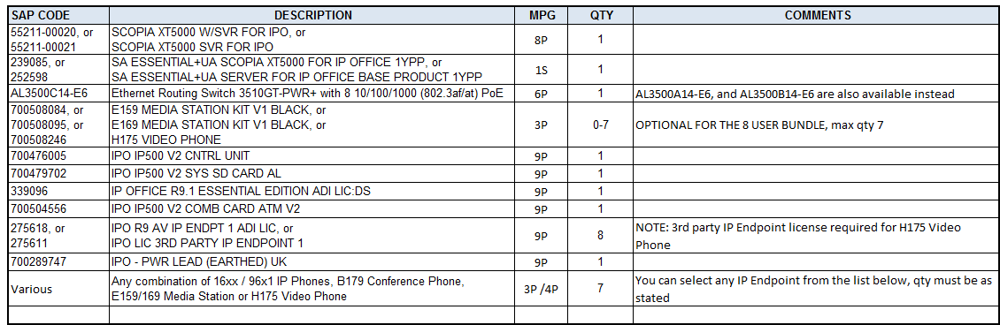 SAP CODE DESCRIPTION MPG QTY COMMENTS
55211-00020, or SCOPIA XT5000 W/SVR FOR IPO, or
55211-00021 SCOPIA XT5000 SVR FOR IPO 8P 1
239085, or SA ESSENTIAL+UA SCOPIA XT5000 FOR IP OFFICE 1YPP, or
252598 SA ESSENTIAL+UA SERVER FOR IP OFFICE BASE PRODUCT 1YPP 1S 1
AL3500C14-E6 Ethernet Routing Switch 3510GT-PWR+ with 8 10/100/1000 (802.3af/at) PoE 6P 1 AL3500A14-E6, and AL3500B14-E6 are also available instead
700508084, or E159 MEDIA STATION KIT V1 BLACK, or
700508095, or E169 MEDIA STATION KIT V1 BLACK, or 3P 0-7 OPTIONAL FOR THE 8 USER BUNDLE, max qty 7
700508246 H175 VIDEO PHONE
700476005 IPO IP500 V2 CNTRL UNIT 9P 1
700479702 IPO IP500 V2 SYS SD CARD AL 9P 1
339096 IP OFFICE R9.1 ESSENTIAL EDITION ADI LIC:DS 9P 1
700504556 IPO IP500 V2 COMB CARD ATM V2 9P 1
275618, or IPO R9 AV IP ENDPT 1 ADI LIC, or 9P 8 NOTE: 3rd party IP Endpoint license required for H175 Video
275611 IPO LIC 3RD PARTY IP ENDPOINT 1 Phone
700289747 IPO - PWR LEAD (EARTHED) UK 9P 1
Various Any combination of 16xx / 96x1 IP Phones, B179 Conference Phone, 3P /4P 7 You can select any IP Endpoint from the list below, qty must be as
E159/169 Media Station or H175 Video Phone stated